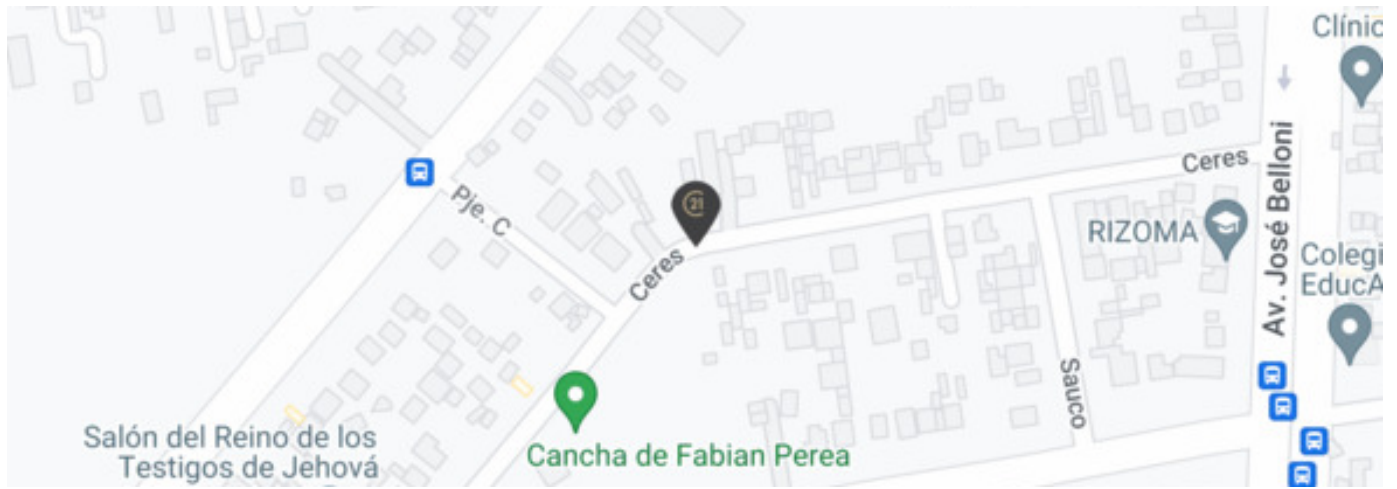 Clínic
Ceres
Av. José Belloni
Pje. C
21
RIZOMA
Ceres
Colegi
EducA
Sauco
Salón del Reino de los
Testigos de Jehová
Cancha de Fabian Perea